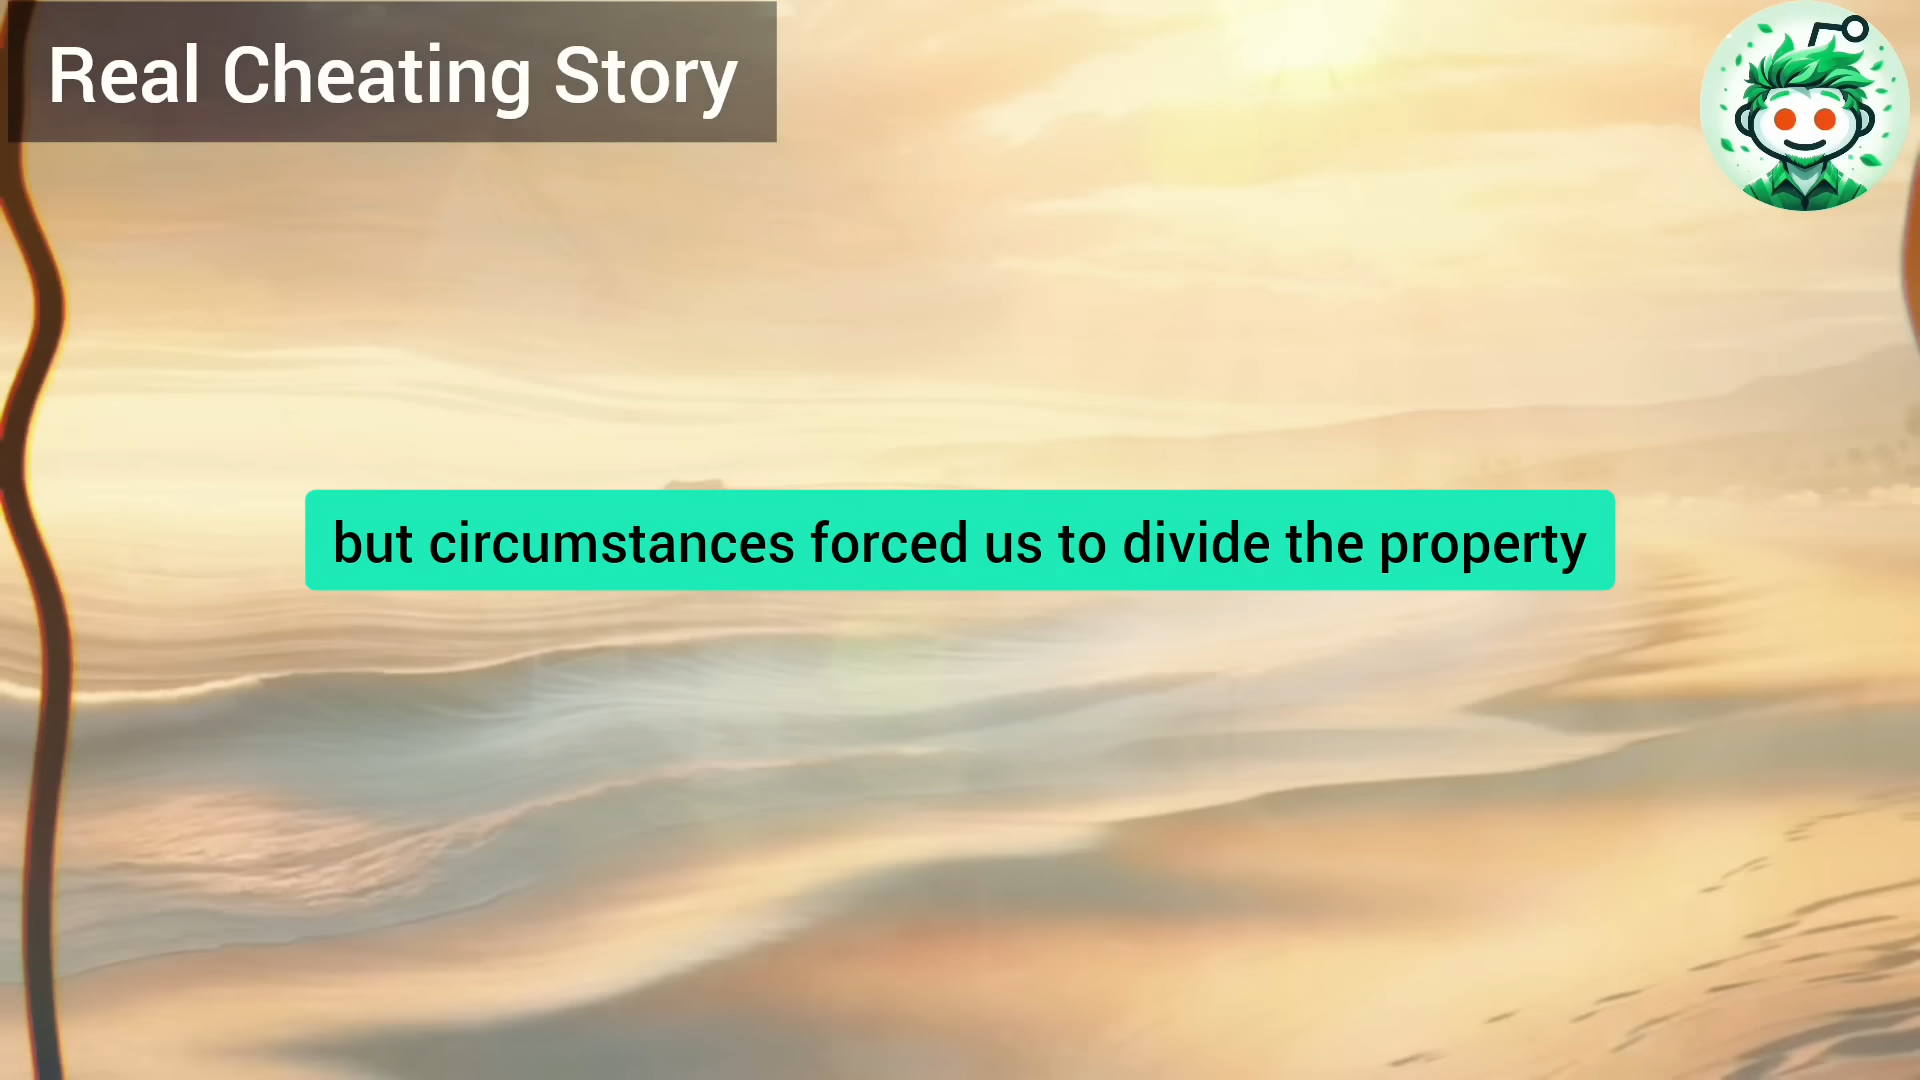 Real Cheating Story
but circumstances forced us to divide the property